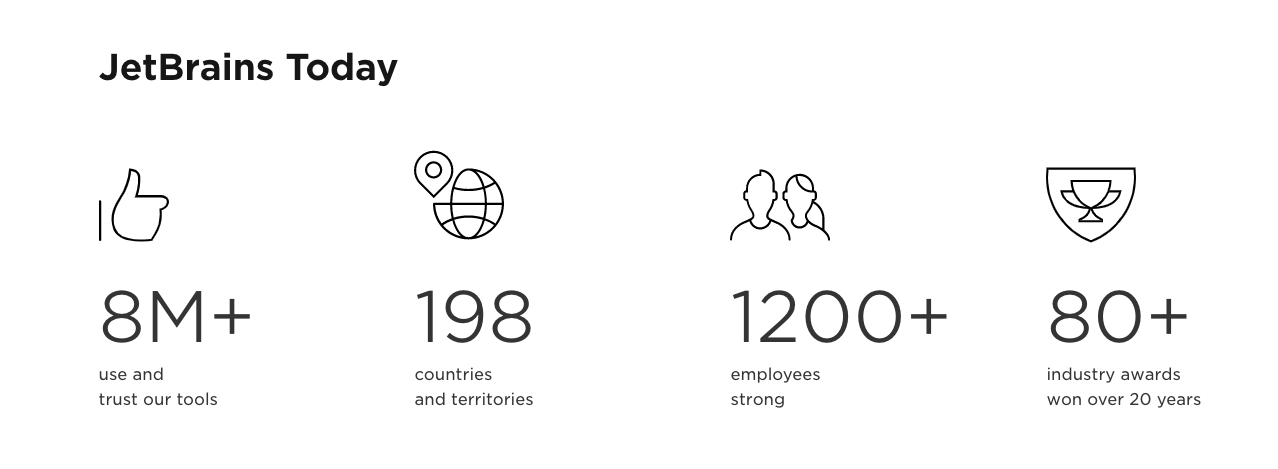 JetBrains Today
8M+
use and
trust our tools
198
countries
and territories
1200+
employees
strong
80+
industry awards
won over 20 years